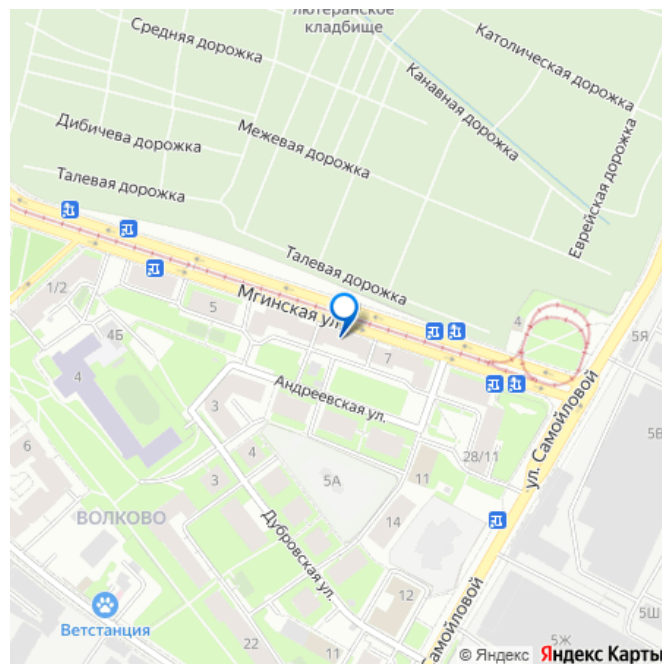 лютеранское
кладбище
Средняя дорожка
Католическая дорожка
Канавная дорожка
Дибичева дорожка
Межевая дорожка
Еврейская дорожка
Талевая дорожка
Талевая дорожка
1/2
5
Мгинская ул.
4
5Я
4Б
7
4
Андреевская ул.
ул. Самойловой
3
5В
6
4
28/11
3
5А
11
ВОЛКОВО
14
Дубровская ул.
12
5Ш
Ветстанция
22
амойловой
5Ж
© Яндекс Яндекс Карты